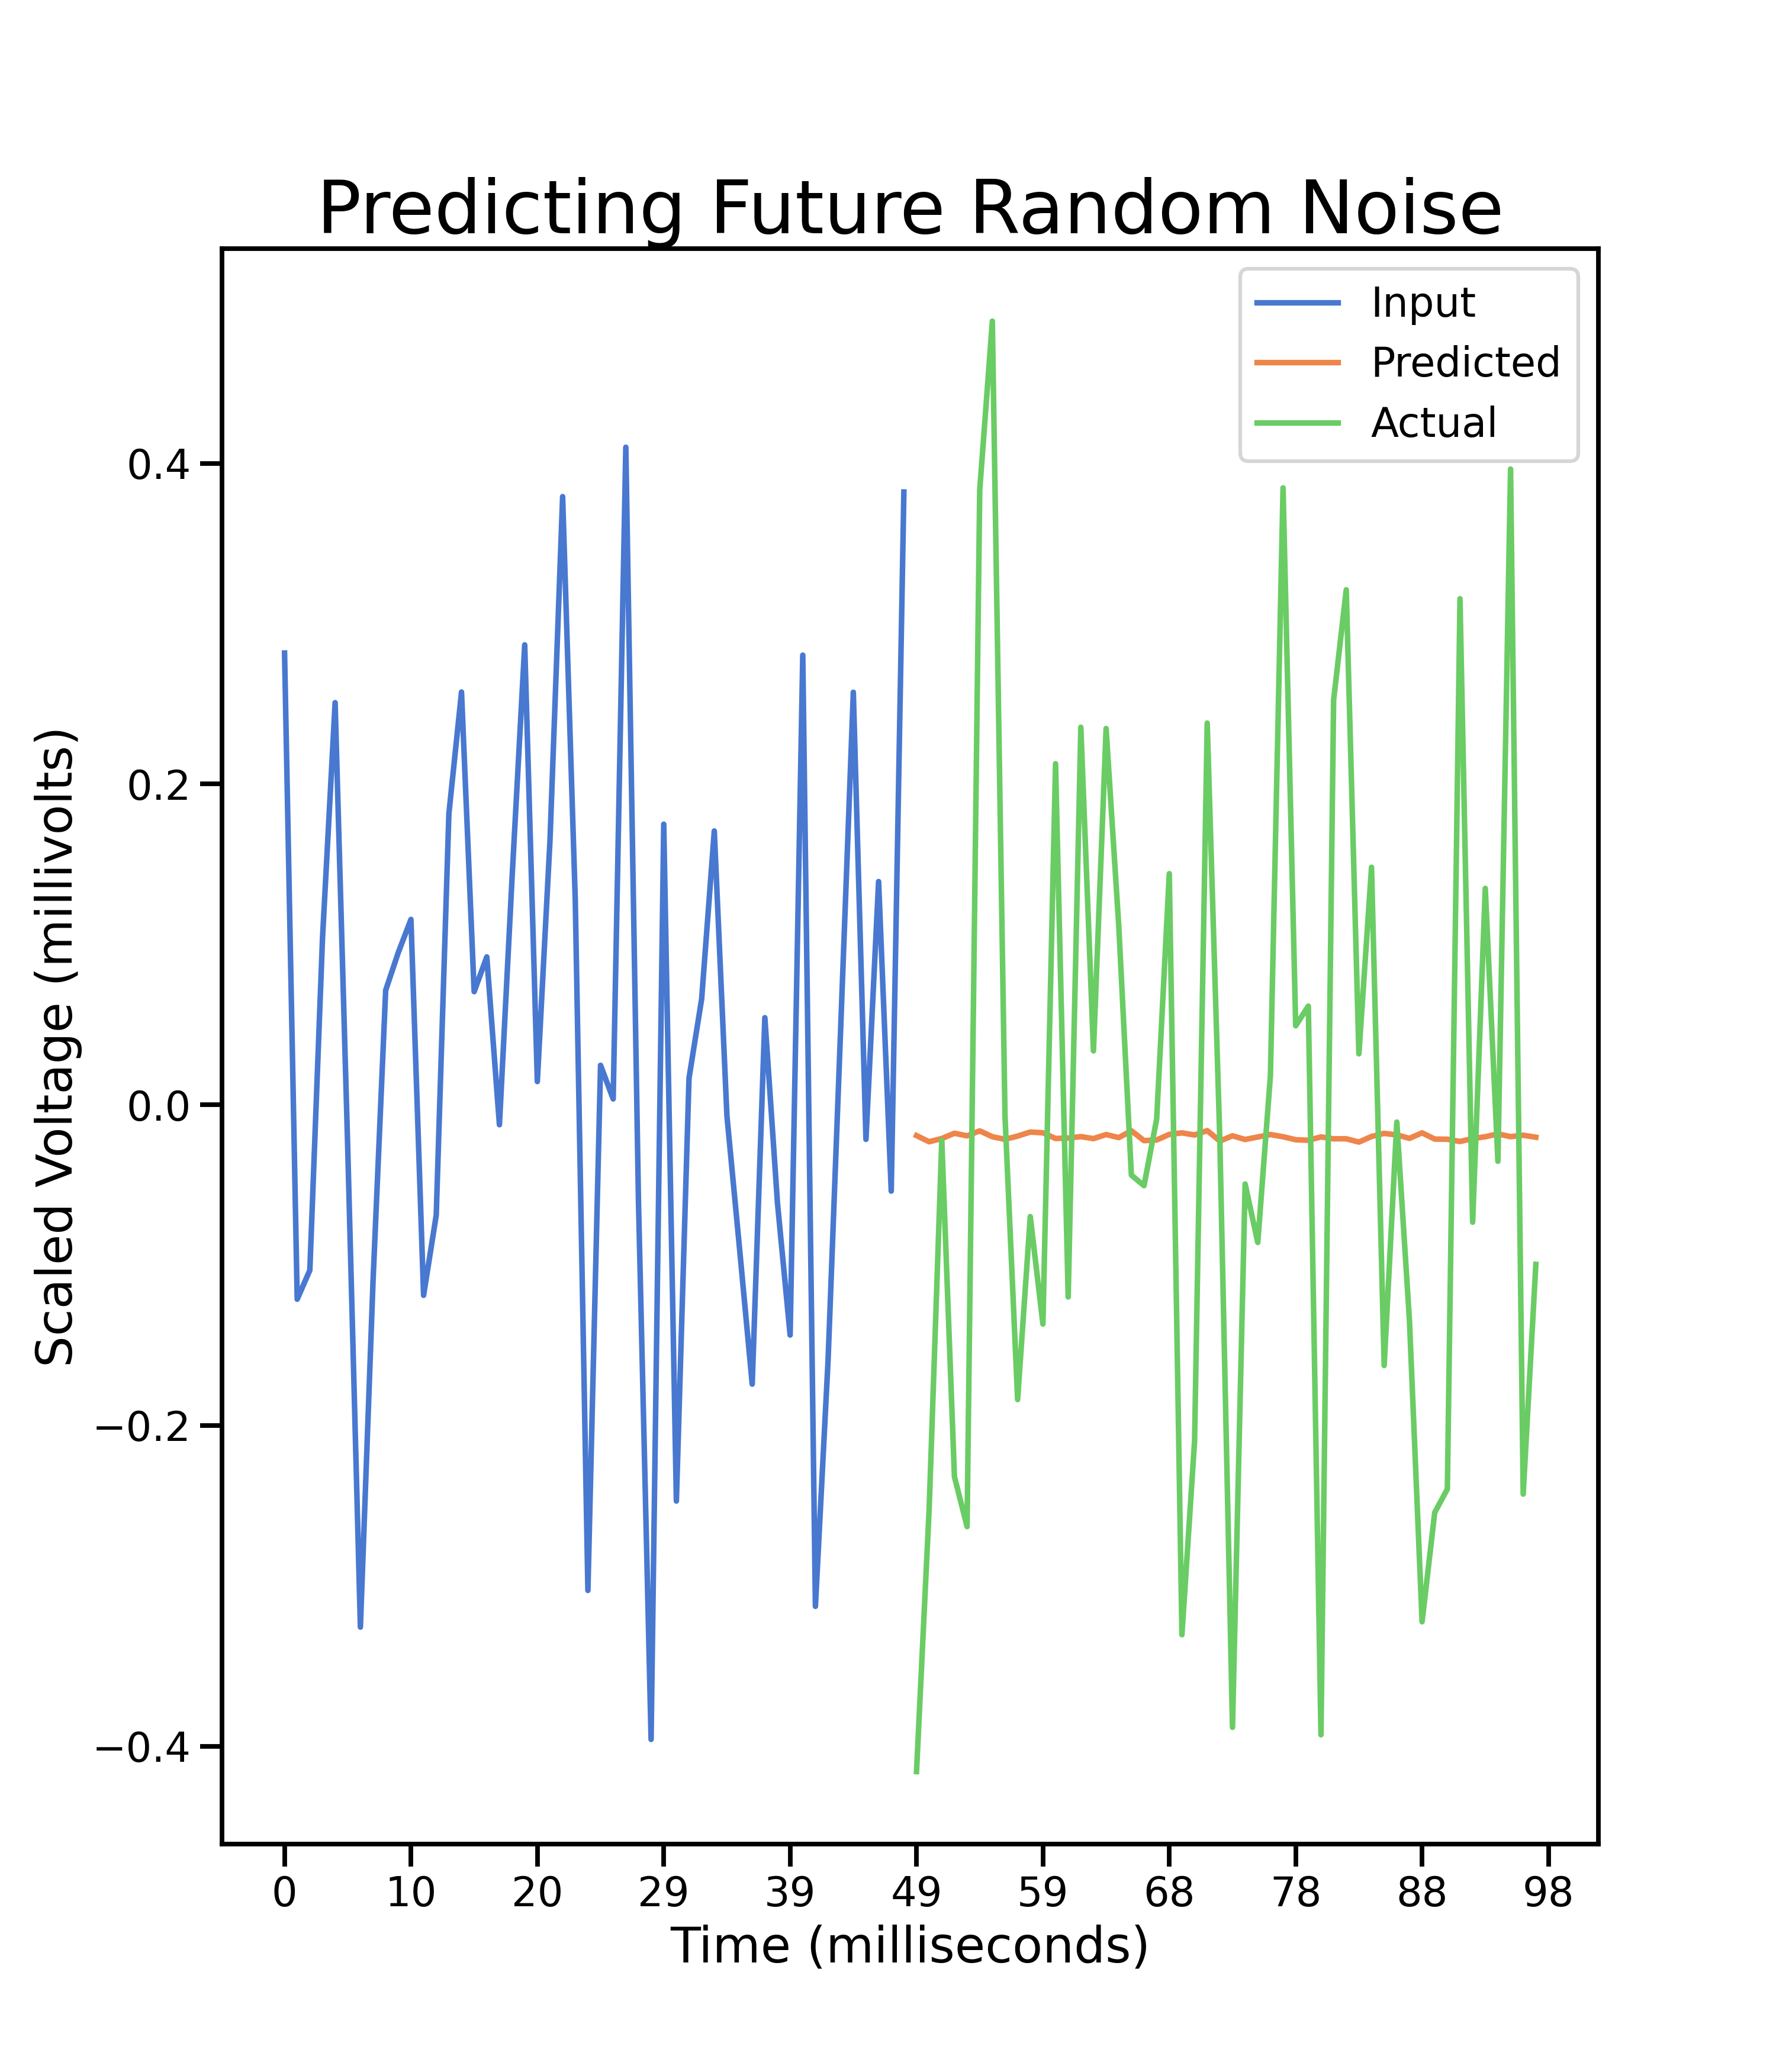 Predicting Future Random Noise
Input
Predicted
Actual
0.4
0.2
0.0
−0.2
−0.4
Scaled Voltage (millivolts)
0 10 20 29 39 49 59 68 78 88 98
Time (milliseconds)